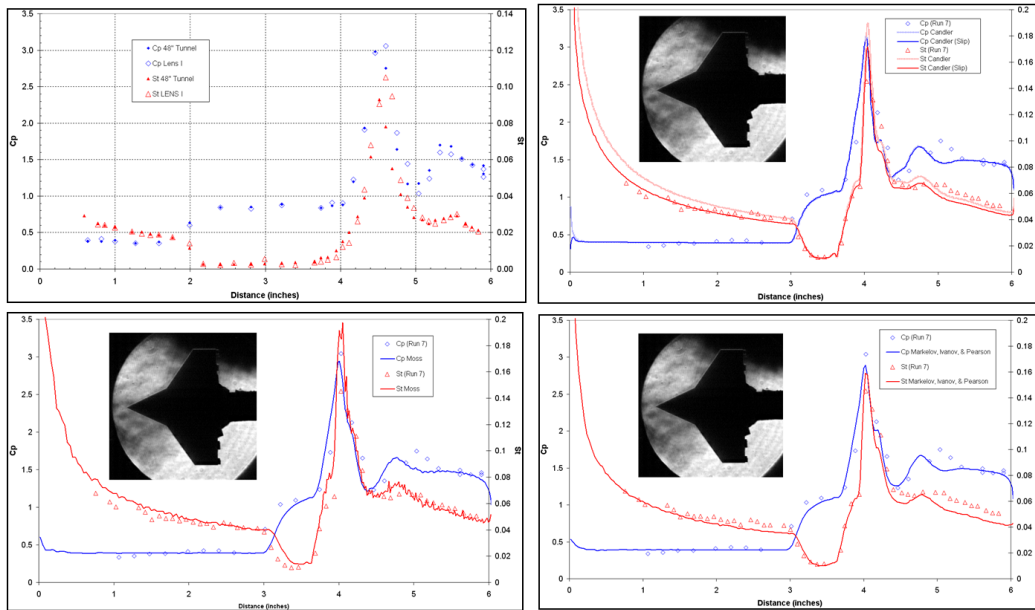 3.5
3.0
2.5
2.0
1.5
1.0
0.5
0.0
Cp
0.14
0.12
0.10
0.08
0.06
0.04
0.02
0.00
St
Cp 48" Tunnel
Cp Lens I
St 48" Tunnel
St LENS I
0 1 2 3 4 5 6
Distance (inches)
3.5
3
2.5
2
1.5
1
0.5
0
Cp
0.2
0.18
0.16
0.14
0.12
0.1
0.08
0.06
0.04
0.02
0
St
Cp (Run 7)
Cp Candler
Cp Candler (Slip)
St (Run 7)
St Candler
St Candler (Slip)
0 1 2 3 4 5 6
Distance (inches)
3.5
3
2.5
2
1.5
1
0.5
0
Cp
0.2
0.18
0.16
0.14
0.12
0.1
0.08
0.06
0.04
0.02
0
St
Cp (Run 7)
Cp Moss
St (Run 7)
St Moss
0 1 2 3 4 5 6
Distance (inches)
3.5
3
2.5
2
1.5
1
0.5
0
Cp
0.2
0.18
0.16
0.14
0.12
0.1
0.08
0.06
0.04
0.02
0
St
Cp (Run 7)
Cp Markelov, Ivanov, & Pearson
St (Run 7)
St Markelov, Ivanov, & Pearson
0 1 2 3 4 5 6
Distance (inches)